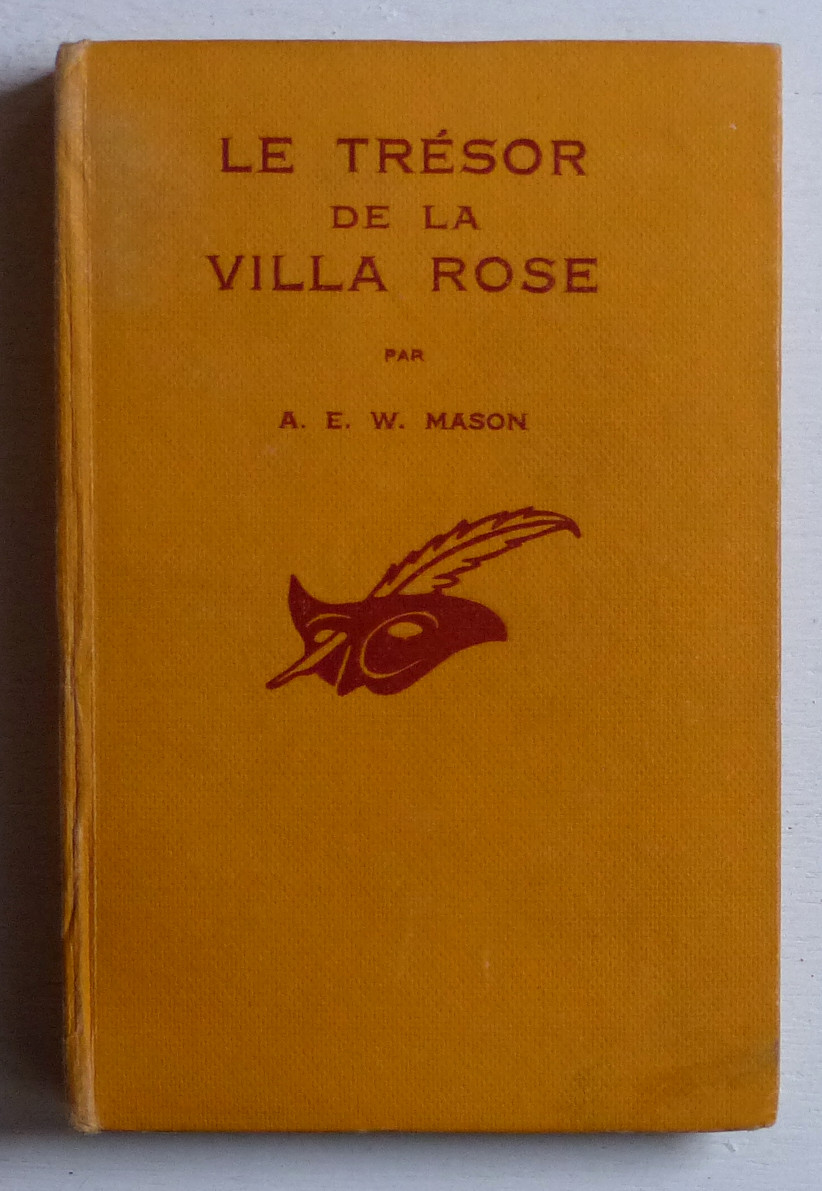 LE TRÉSOR
DE LA
VILLA ROSE
PAR
A. E. W. MASON